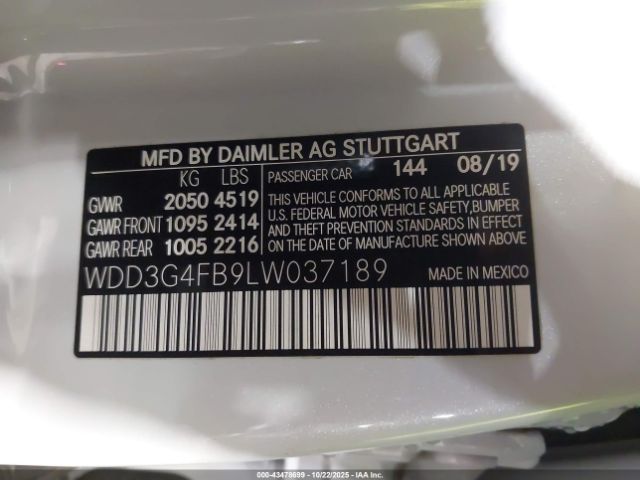 MFD BY DAIMLER AG STUTTGART
KG LBS
GVWR 2050 4519
GAWR FRONT 1095 2414
GAWR REAR 1005 2216
PASSENGER CAR 144 08/19
THIS VEHICLE CONFORMS TO ALL APPLICABLE
U.S. FEDERAL MOTOR VEHICLE SAFETY,BUMPER
AND THEFT PREVENTION STANDARDS IN EFFECT
ON THE DATE OF MANUFACTURE SHOWN ABOVE.
WDD3G4FB9LW037189 MADE IN MEXICO
000-43478699 - 10/22/2025 - IAAI.COM